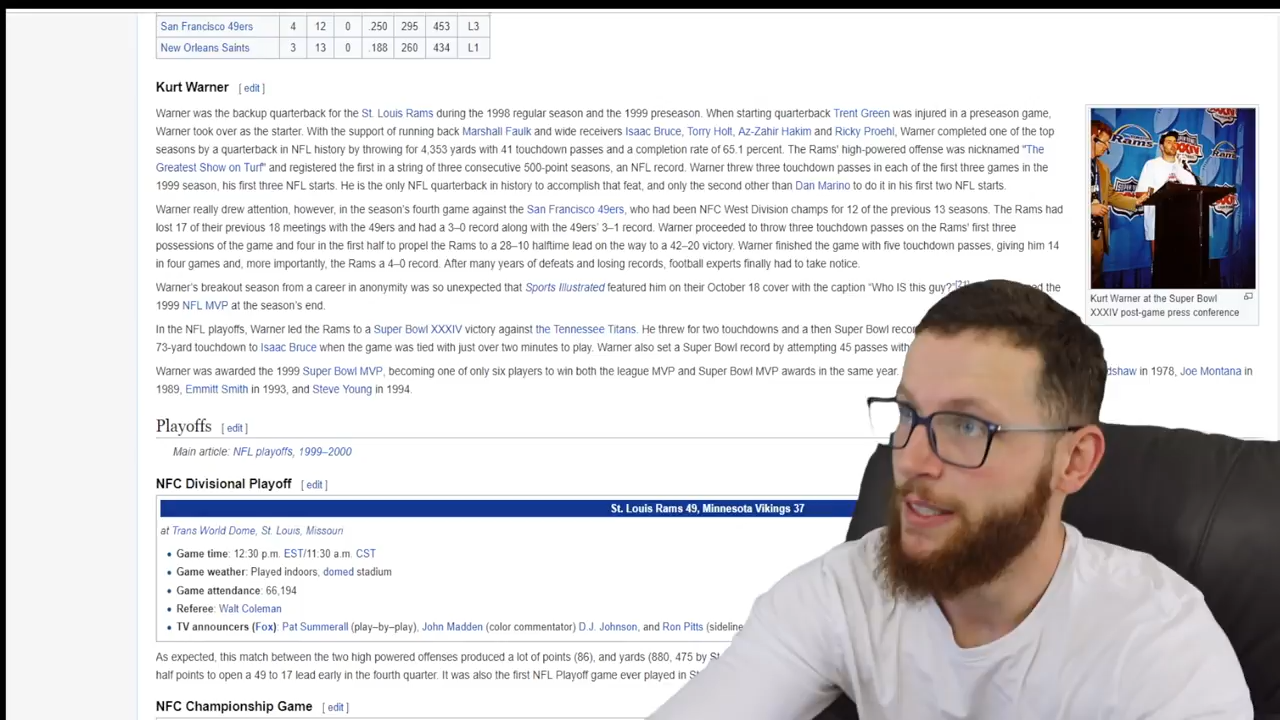 San Francisco 49ers 4 12 0 .250 295 453 L3
New Orleans Saints 3 13 0 .188 260 434 L1
Kurt Warner [ edit ]
Warner was the backup quarterback for the St. Louis Rams during the 1998 regular season and the 1999 preseason. When starting quarterback Trent Green was injured in a preseason game,
Warner took over as the starter. With the support of running back Marshall Faulk and wide receivers Isaac Bruce, Torry Holt, Az-Zahir Hakim and Ricky Proehl, Warner completed one of the top
seasons by a quarterback in NFL history by throwing for 4,353 yards with 41 touchdown passes and a completion rate of 65.1 percent. The Rams' high-powered offense was nicknamed "The
Greatest Show on Turf" and registered the first in a string of three consecutive 500-point seasons, an NFL record. Warner threw three touchdown passes in each of the first three games in the
1999 season, his first three NFL starts. He is the only NFL quarterback in history to accomplish that feat, and only the second other than Dan Marino to do it in his first two NFL starts.
Warner really drew attention, however, in the season's fourth game against the San Francisco 49ers, who had been NFC West Division champs for 12 of the previous 13 seasons. The Rams had
lost 17 of their previous 18 meetings with the 49ers and had a 3–0 record along with the 49ers' 3–1 record. Warner proceeded to throw three touchdown passes on the Rams' first three
possessions of the game and four in the first half to propel the Rams to a 28–10 halftime lead on the way to a 42–20 victory. Warner finished the game with five touchdown passes, giving him 14
in four games and, more importantly, the Rams a 4–0 record. After many years of defeats and losing records, football experts finally had to take notice.
Warner's breakout season from a career in anonymity was so unexpected that Sports Illustrated featured him on their October 18 cover with the caption "Who IS this guy?" the
1999 NFL MVP at the season's end.
In the NFL playoffs, Warner led the Rams to a Super Bowl XXXIV victory against the Tennessee Titans. He threw for two touchdowns and a then Super Bowl
73-yard touchdown to Isaac Bruce when the game was tied with just over two minutes to play. Warner also set a Super Bowl record by attempting 45 passes
Warner was awarded the 1999 Super Bowl MVP, becoming one of only six players to win both the league MVP and Super Bowl MVP awards in the same year. in 1978, Joe Montana in
1989, Emmitt Smith in 1993, and Steve Young in 1994.
Rams
Rams
Kurt Warner at the Super Bowl
XXXIV post-game press conference
Playoffs [ edit ]
Main article: NFL playoffs, 1999–2000
NFC Divisional Playoff [ edit ]
St. Louis Rams 49, Minnesota Vikings 37
at Trans World Dome, St. Louis, Missouri
• Game time: 12:30 p.m. EST/11:30 a.m. CST
• Game weather: Played indoors, domed stadium
• Game attendance: 66,194
• Referee: Walt Coleman
• TV announcers (Fox): Pat Summerall (play–by–play), John Madden (color commentator) D.J. Johnson, and Ron Pitts
As expected, this match between the two high powered offenses produced a lot of points (86), and yards (880, 475 by
half points to open a 49 to 17 lead early in the fourth quarter. It was also the first NFL Playoff game ever played in
NFC Championship Game [ edit ]